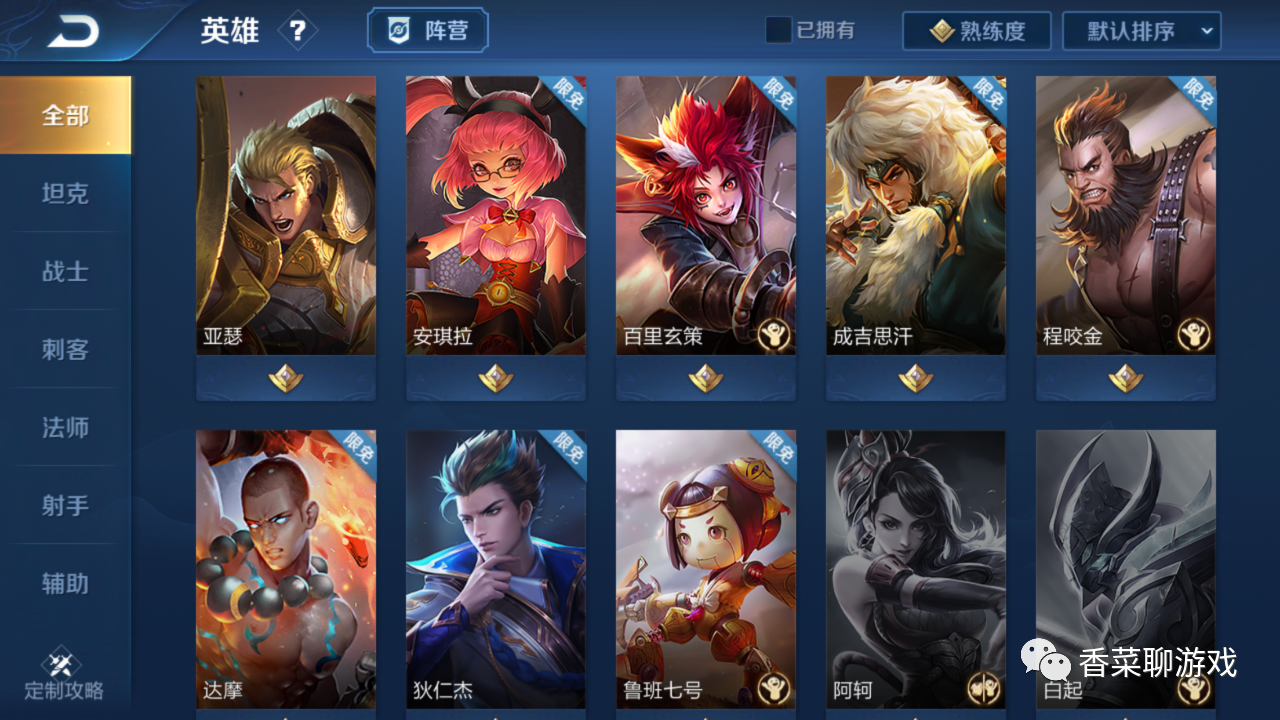 英雄 ?
阵营
已拥有
熟练度
默认排序
全部
坦克
战士
刺客
法师
射手
辅助
定制攻略
亚瑟
限免
安琪拉
限免
百里玄策
限免
成吉思汗
限免
程咬金
限免
达摩
限免
狄仁杰
限免
鲁班七号
阿轲
白起
香菜聊游戏